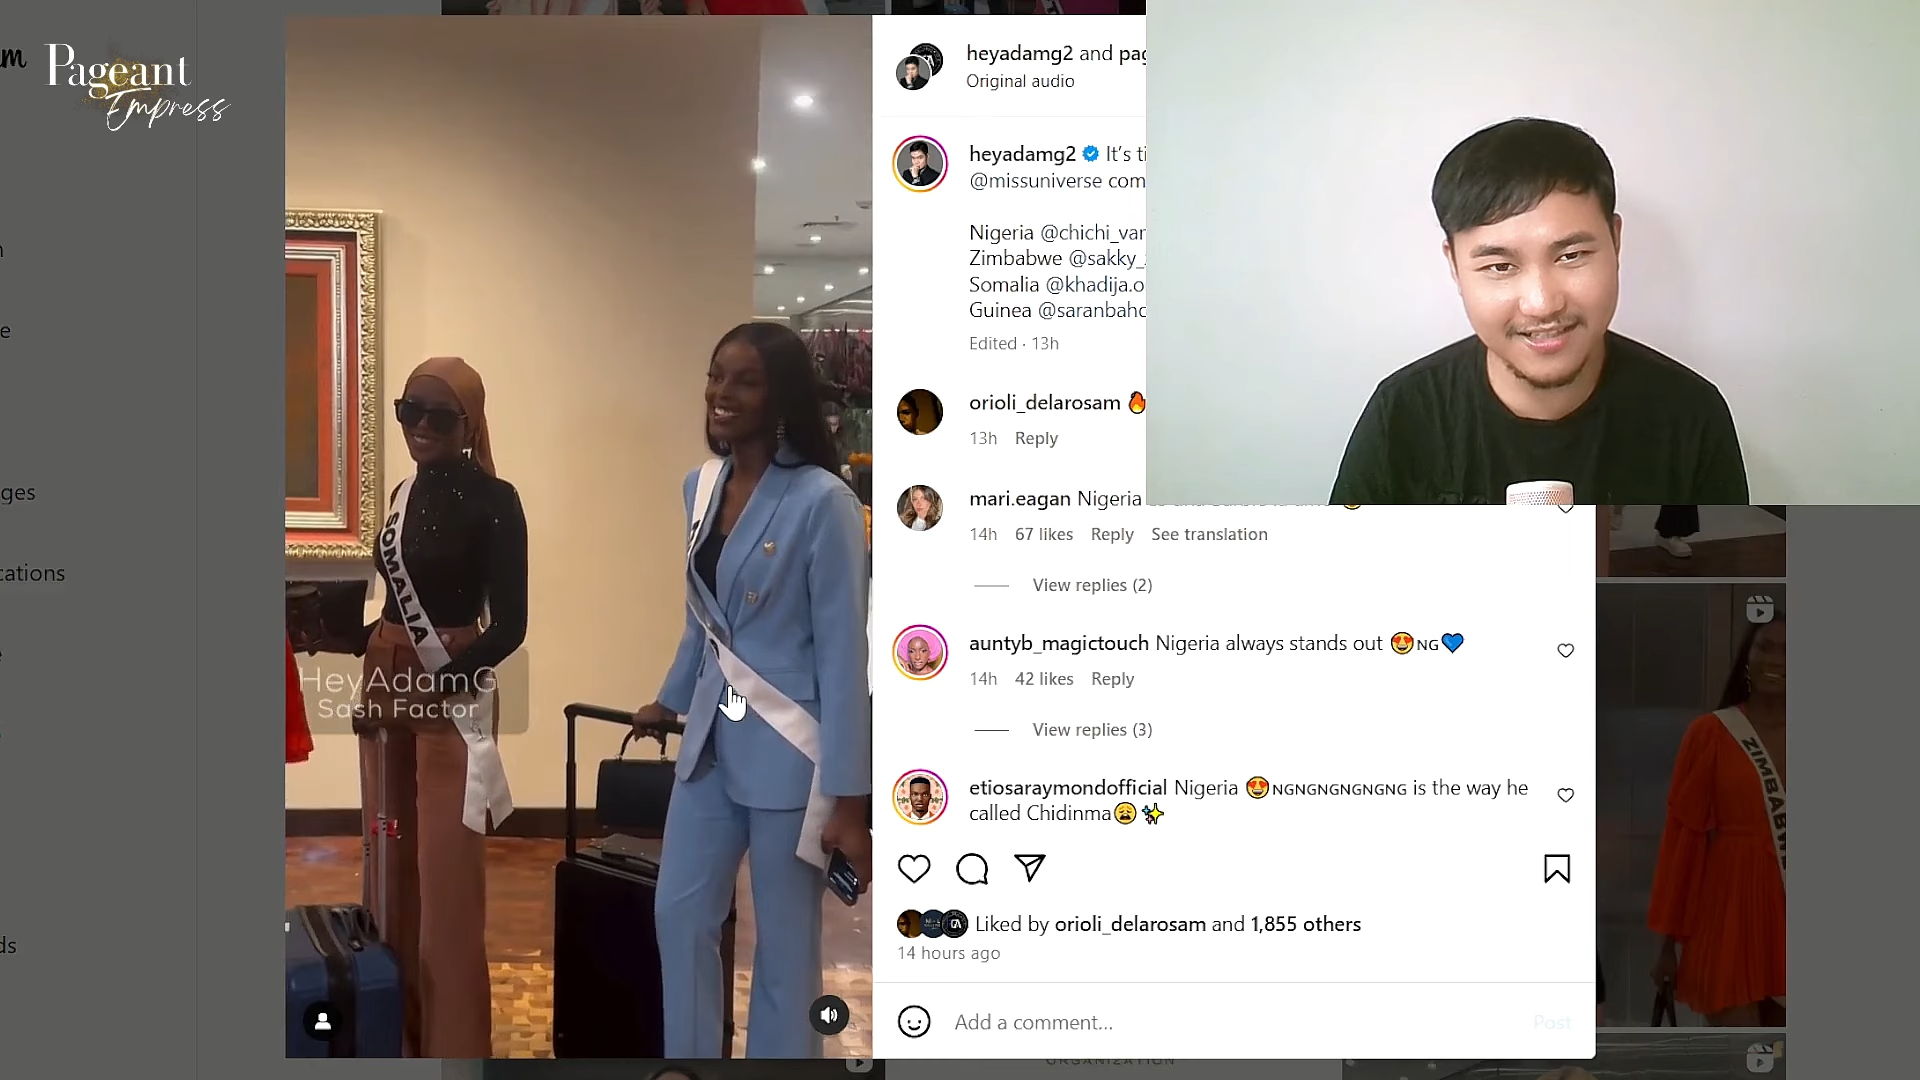 m
Pageant
Empress
ges
cations
ds
SOMALIA
HeyAdamG
Sash Factor
heyadamg2 and pag
Original audio
heyadamg2 It's ti
@missuniverse com
Nigeria @chichi_van
Zimbabwe @sakky_
Somalia @khadija.o
Guinea @saranbaho
Edited · 13h
orioli_delarosam 🔥
13h Reply
mari.eagan Nigeria
14h 67 likes Reply See translation
View replies (2)
auntyb_magictouch Nigeria always stands out 😍NG💙
14h 42 likes Reply
View replies (3)
etiosaraymondofficial Nigeria 😍NGNGNGNGNGNG is the way he
called Chidinma😩✨
Liked by orioli_delarosam and 1,855 others
14 hours ago
Add a comment...
Post
ZIMBABWE
ORGANIZATION